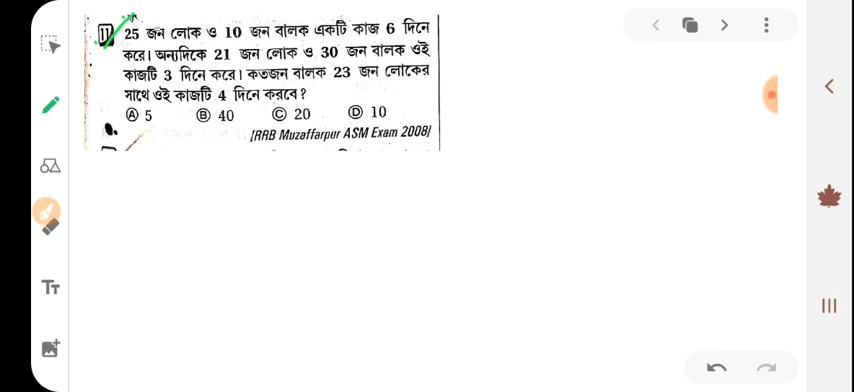 11 25 জন লোক ও 10 জন বালক একটি কাজ 6 দিনে
করে। অন্যদিকে 21 জন লোক ও 30 জন বালক ওই
কাজটি 3 দিনে করে। কতজন বালক 23 জন লোকের
সাথে ওই কাজটি 4 দিনে করবে?
Ⓐ 5 Ⓑ 40 Ⓒ 20 Ⓓ 10
[RRB Muzaffarpur ASM Exam 2008]
Tт